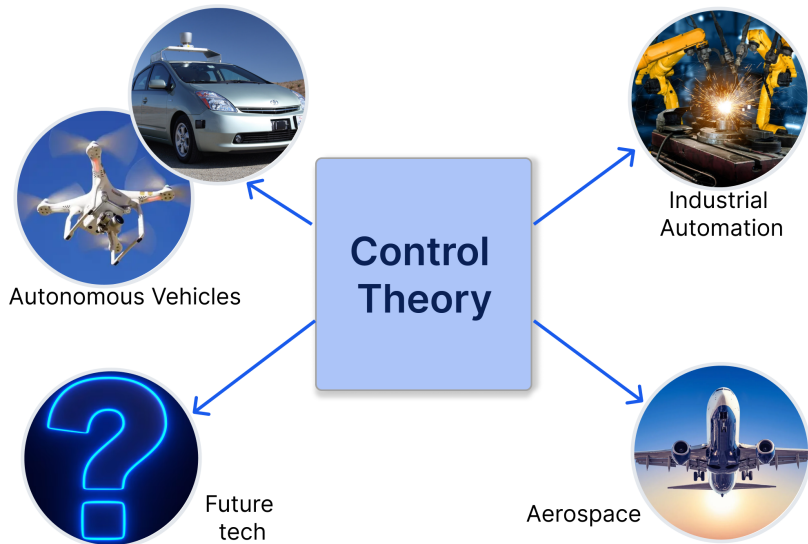 Industrial
Automation
Control
Theory
Autonomous Vehicles
Future
tech
Aerospace